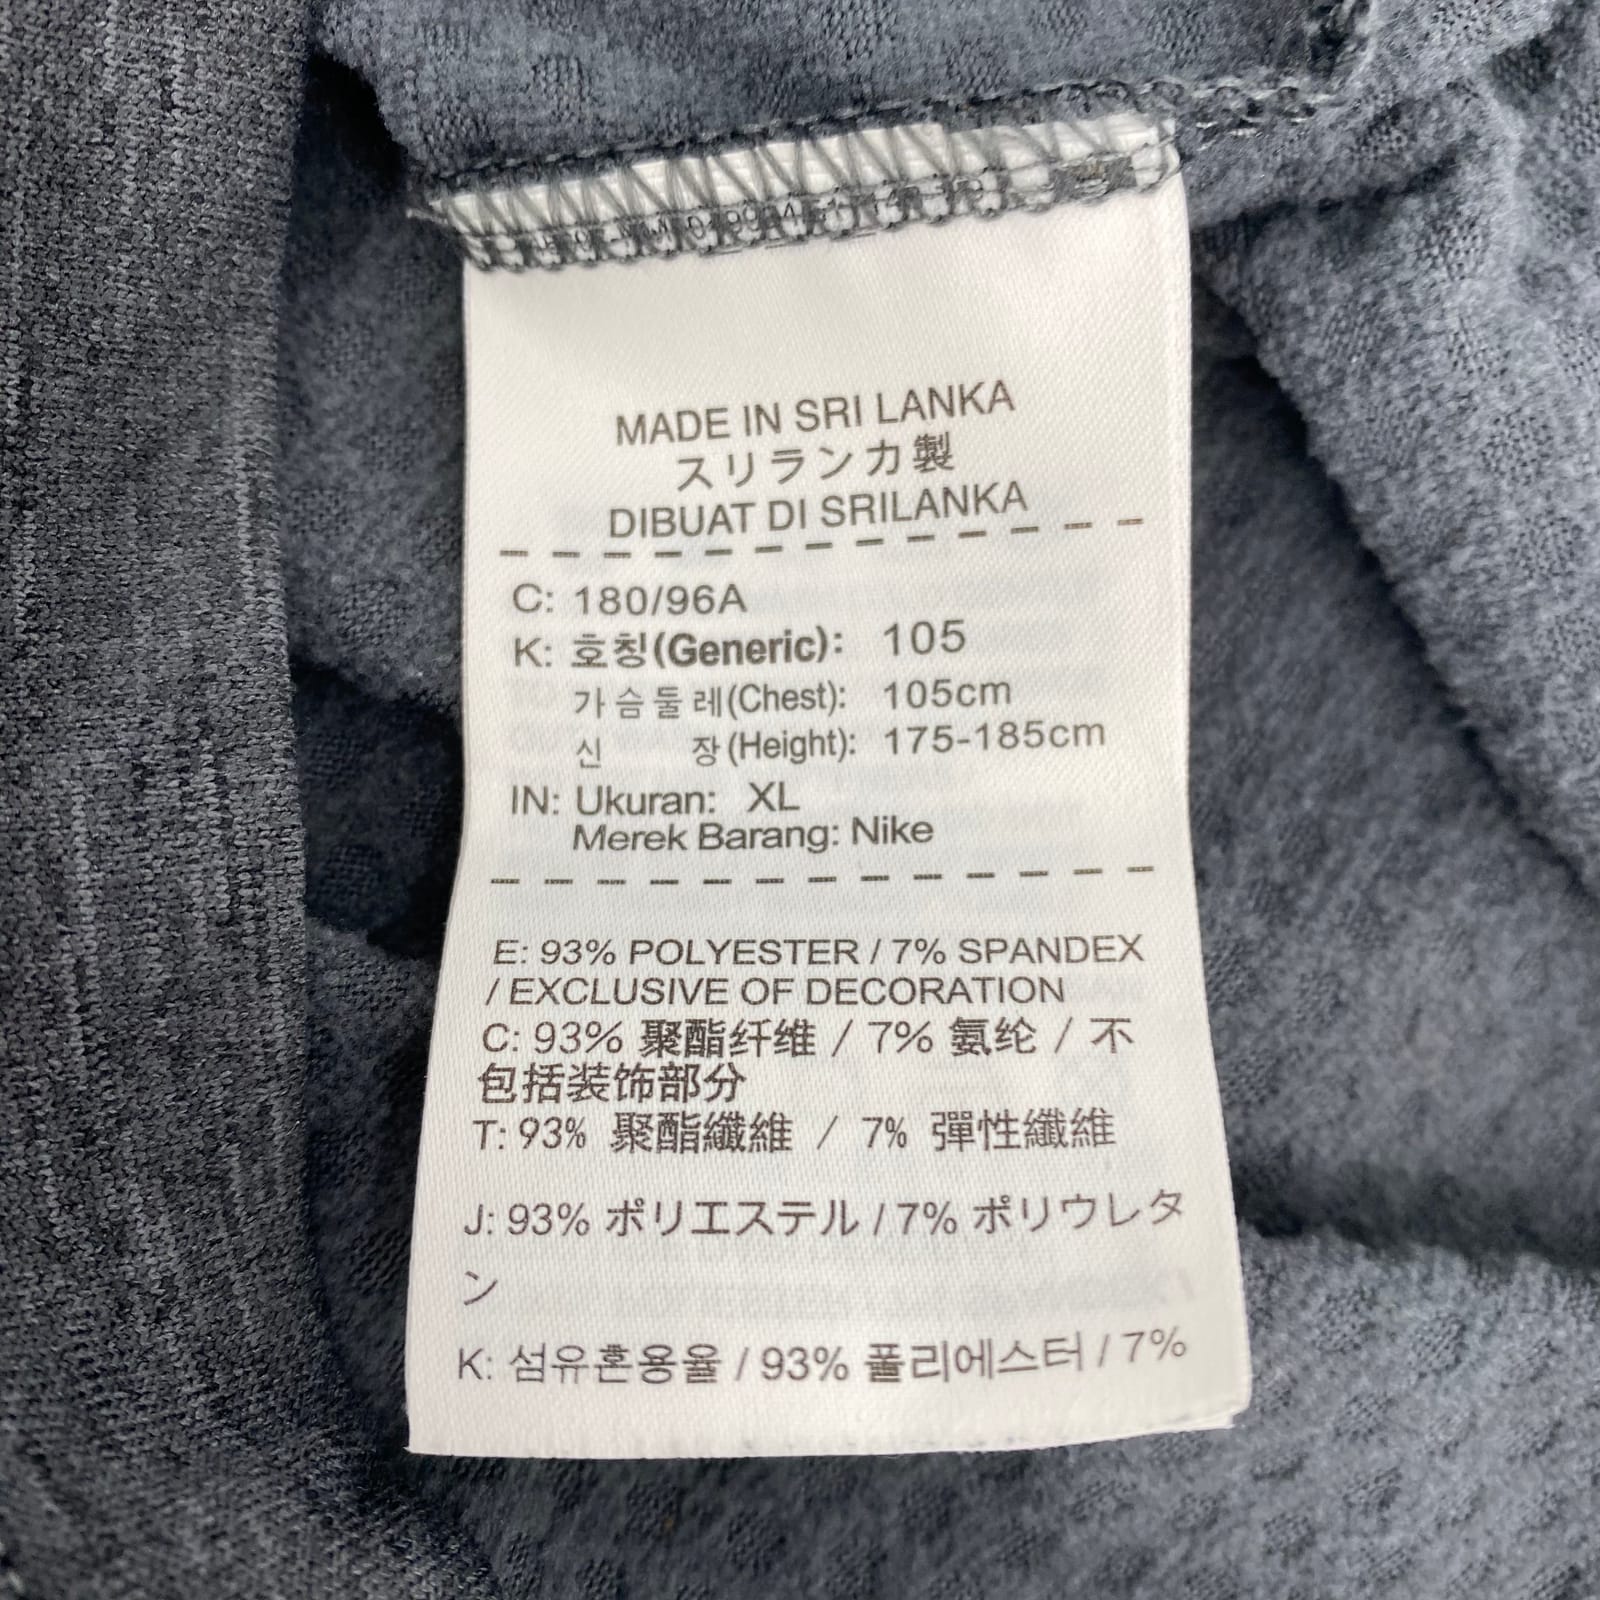 MADE IN SRI LANKA
スリランカ製
DIBUAT DI SRILANKA
C: 180/96A
K: 호칭(Generic): 105
가슴둘레(Chest): 105cm
신 장(Height): 175-185cm
IN: Ukuran: XL
Merek Barang: Nike
E: 93% POLYESTER / 7% SPANDEX
/ EXCLUSIVE OF DECORATION
C: 93% 聚酯纤维 / 7% 氨纶 / 不
包括装饰部分
T: 93% 聚酯纖維 / 7% 彈性纖維
J: 93% ポリエステル / 7% ポリウレタ
ン
K: 섬유혼용율 / 93% 폴리에스터 / 7%